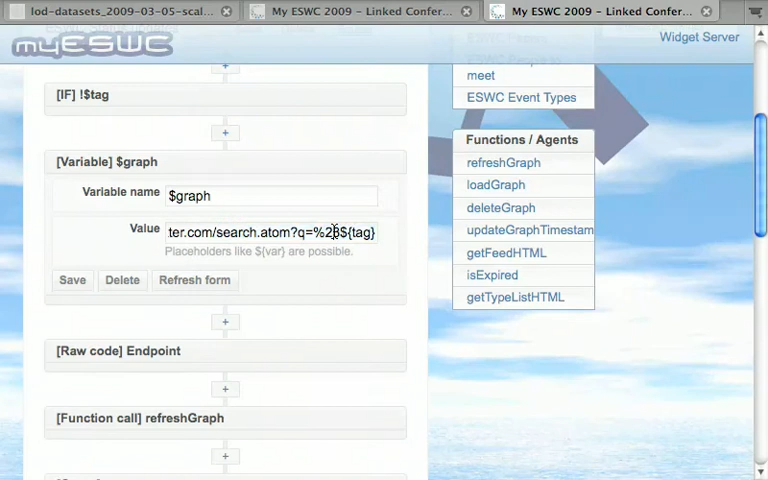 lod-datasets_2009-03-05-scal...
My ESWC 2009 - Linked Confer...
My ESWC 2009 - Linked Confer...
myESWC
Widget Server
ESWC People to
meet
ESWC Event Types
[IF] !$tag
+
[Variable] $graph
Variable name
$graph
Value
ter.com/search.atom?q=%23${tag}
Placeholders like ${var} are possible.
Save
Delete
Refresh form
+
[Raw code] Endpoint
+
[Function call] refreshGraph
+
Functions / Agents
refreshGraph
loadGraph
deleteGraph
updateGraphTimestam
getFeedHTML
isExpired
getTypeListHTML